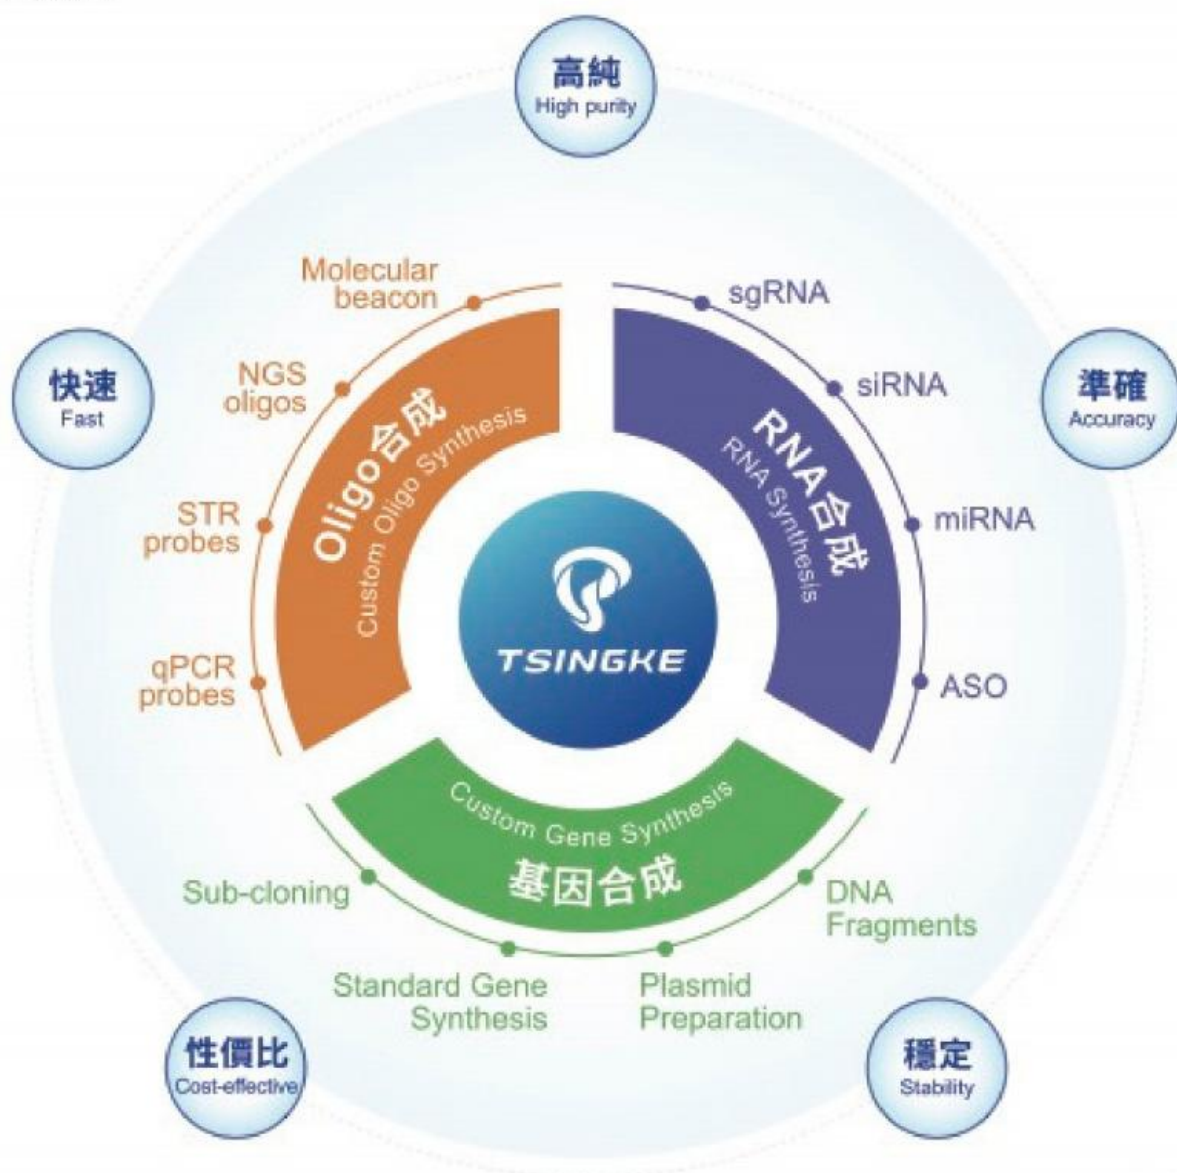 高純
High purity
快速
Fast
準確
Accuracy
Molecular
beacon
NGS
oligos
STR
probes
qPCR
probes
Oligo合成
Custom Oligo Synthesis
sgRNA
siRNA
miRNA
ASO
RNA合成
RNA Synthesis
TSINGKE
Custom Gene Synthesis
基因合成
Sub-cloning
Standard Gene
Synthesis
Plasmid
Preparation
DNA
Fragments
性價比
Cost-effective
穩定
Stability